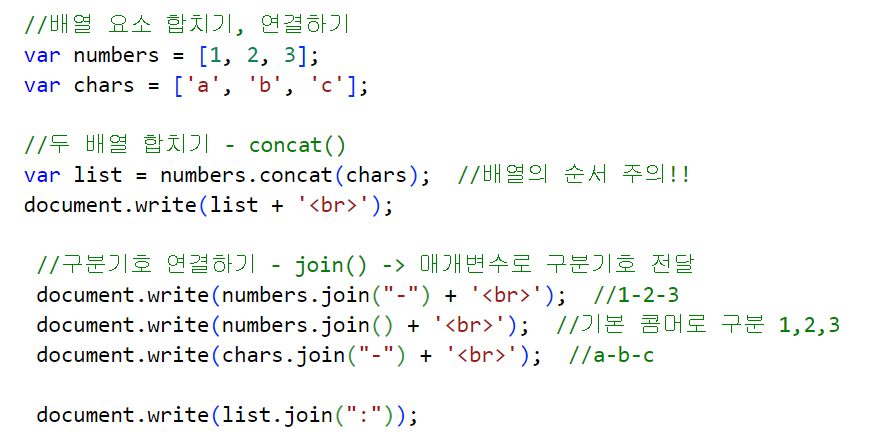 //배열 요소 합치기, 연결하기
var numbers = [1, 2, 3];
var chars = ['a', 'b', 'c'];
//두 배열 합치기 - concat()
var list = numbers.concat(chars);  //배열의 순서 주의!!
document.write(list + '<br>');
//구분기호 연결하기 - join() -> 매개변수로 구분기호 전달
document.write(numbers.join("-") + '<br>');  //1-2-3
document.write(numbers.join() + '<br>');  //기본 콤머로 구분 1,2,3
document.write(chars.join("-") + '<br>');  //a-b-c
document.write(list.join(":"));